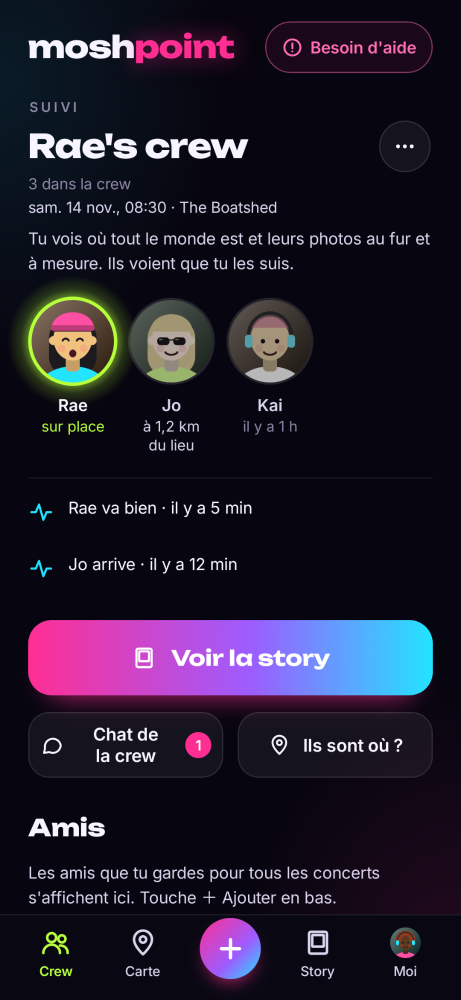 moshpoint
Besoin d'aide
SUIVI
Rae's crew
3 dans la crew
sam. 14 nov., 08:30 · The Boatshed
Tu vois où tout le monde est et leurs photos au fur et
à mesure. Ils voient que tu les suis.
Rae
sur place
Jo
à 1,2 km
du lieu
Kai
il y a 1 h
Rae va bien · il y a 5 min
Jo arrive · il y a 12 min
Voir la story
Chat de
la crew
1
Ils sont où ?
Amis
Les amis que tu gardes pour tous les concerts
s'affichent ici. Touche + Ajouter en bas.
Crew
Carte
Story
Moi